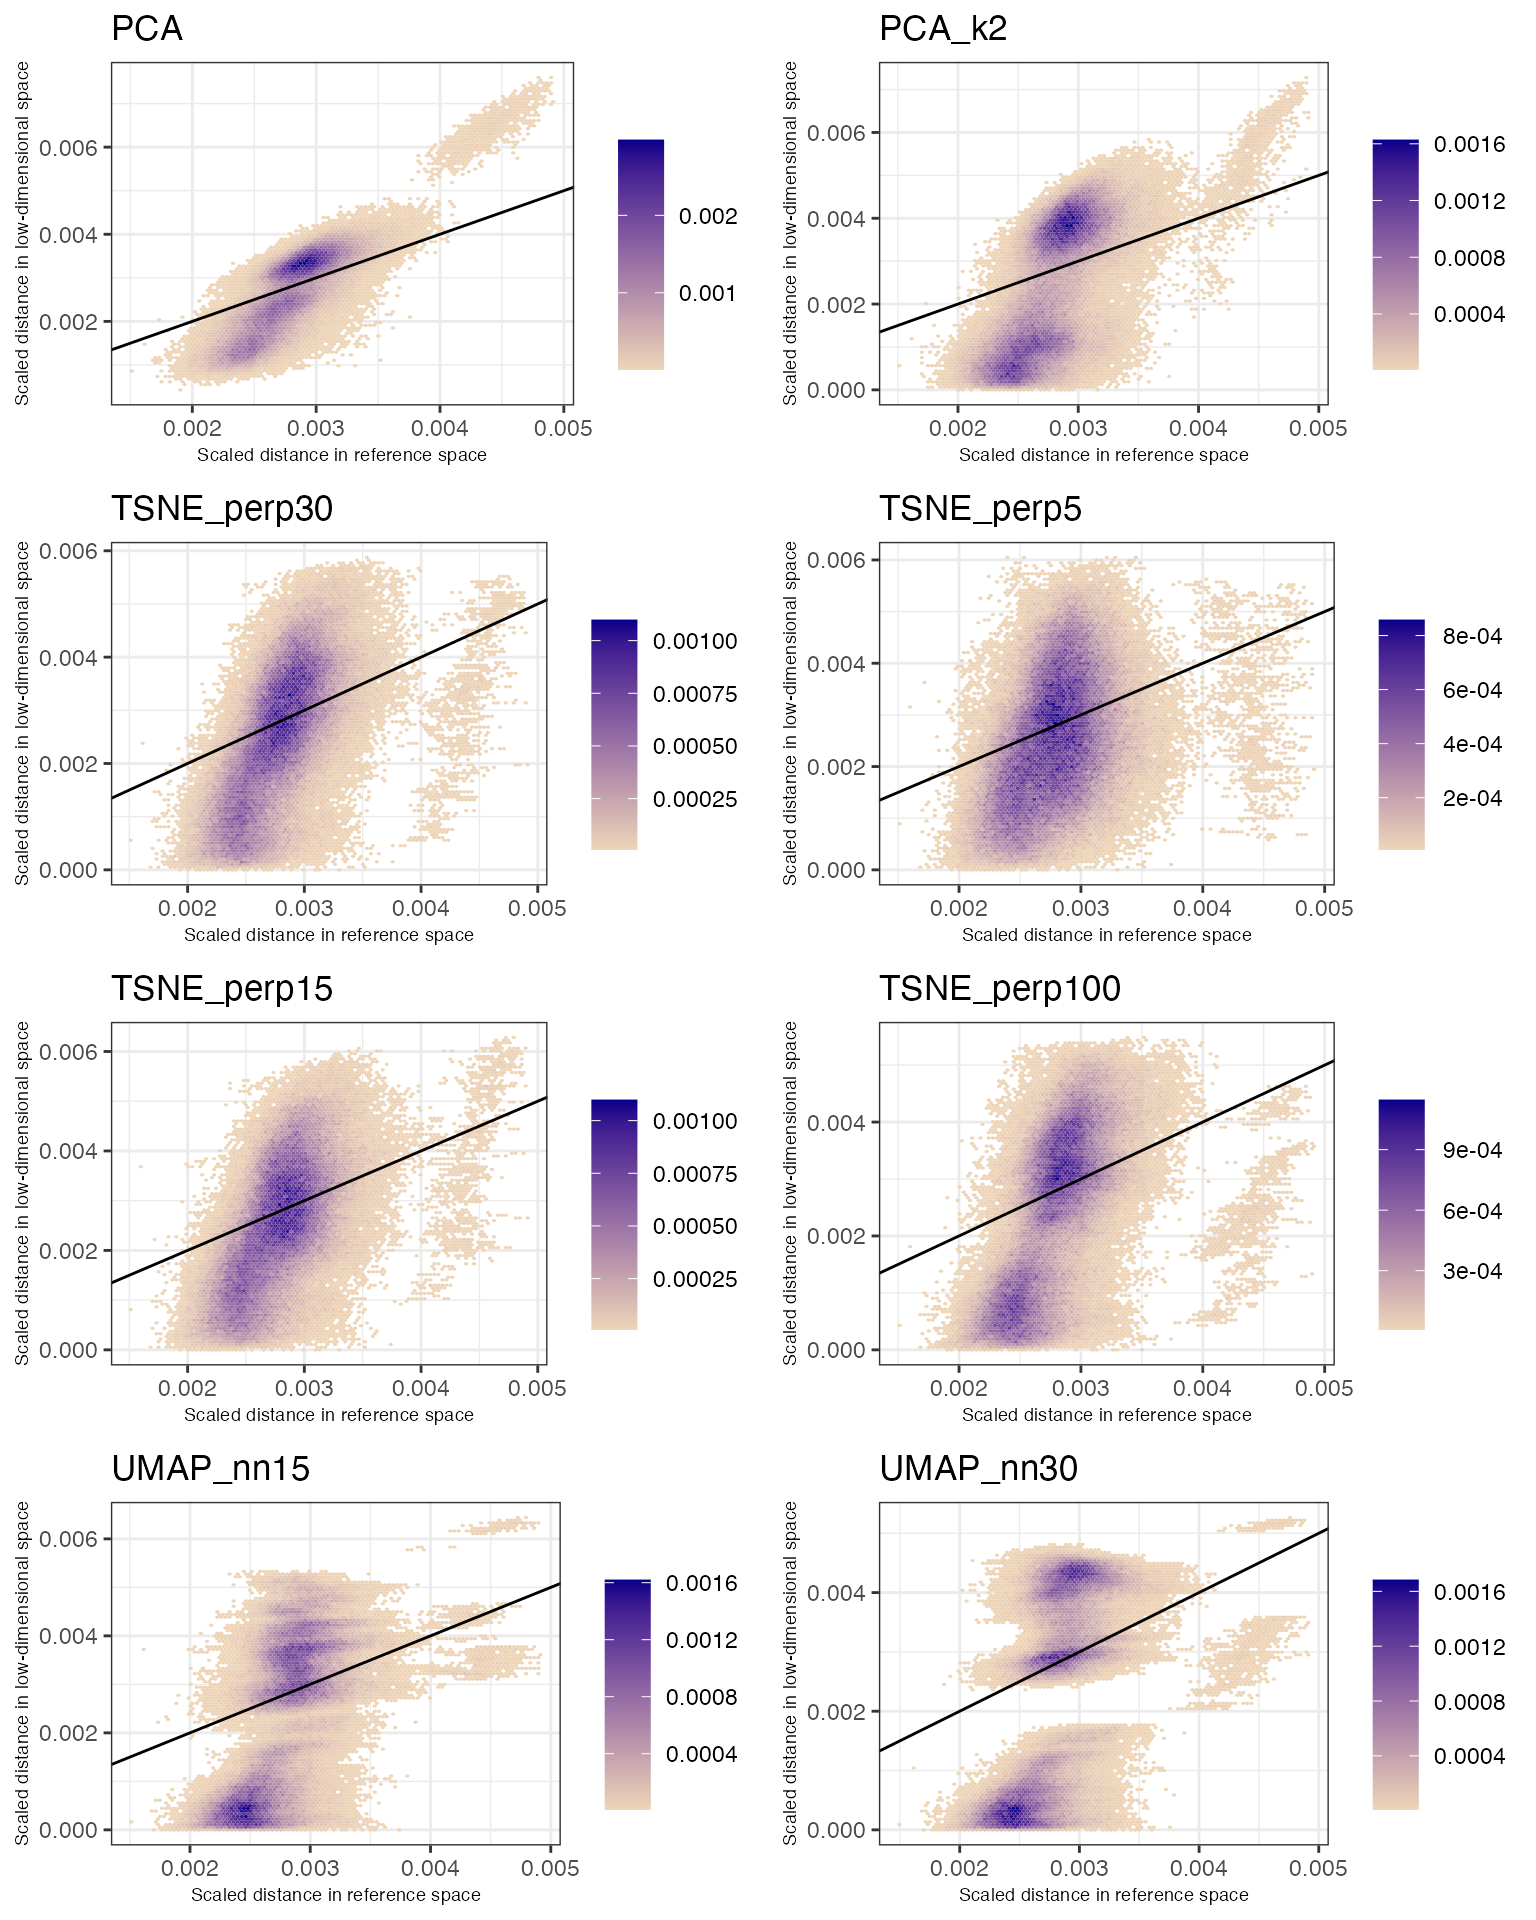 PCA
Scaled distance in low-dimensional space
0.006
0.004
0.002
0.002
0.001
0.002 0.003 0.004 0.005
Scaled distance in reference space
PCA_k2
Scaled distance in low-dimensional space
0.006
0.004
0.002
0.000
0.0016
0.0012
0.0008
0.0004
0.002 0.003 0.004 0.005
Scaled distance in reference space
TSNE_perp30
Scaled distance in low-dimensional space
0.006
0.004
0.002
0.000
0.00100
0.00075
0.00050
0.00025
0.002 0.003 0.004 0.005
Scaled distance in reference space
TSNE_perp5
Scaled distance in low-dimensional space
0.006
0.004
0.002
0.000
8e-04
6e-04
4e-04
2e-04
0.002 0.003 0.004 0.005
Scaled distance in reference space
TSNE_perp15
Scaled distance in low-dimensional space
0.006
0.004
0.002
0.000
0.00100
0.00075
0.00050
0.00025
0.002 0.003 0.004 0.005
Scaled distance in reference space
TSNE_perp100
Scaled distance in low-dimensional space
0.004
0.002
0.000
9e-04
6e-04
3e-04
0.002 0.003 0.004 0.005
Scaled distance in reference space
UMAP_nn15
Scaled distance in low-dimensional space
0.006
0.004
0.002
0.000
0.0016
0.0012
0.0008
0.0004
0.002 0.003 0.004 0.005
Scaled distance in reference space
UMAP_nn30
Scaled distance in low-dimensional space
0.004
0.002
0.000
0.0016
0.0012
0.0008
0.0004
0.002 0.003 0.004 0.005
Scaled distance in reference space